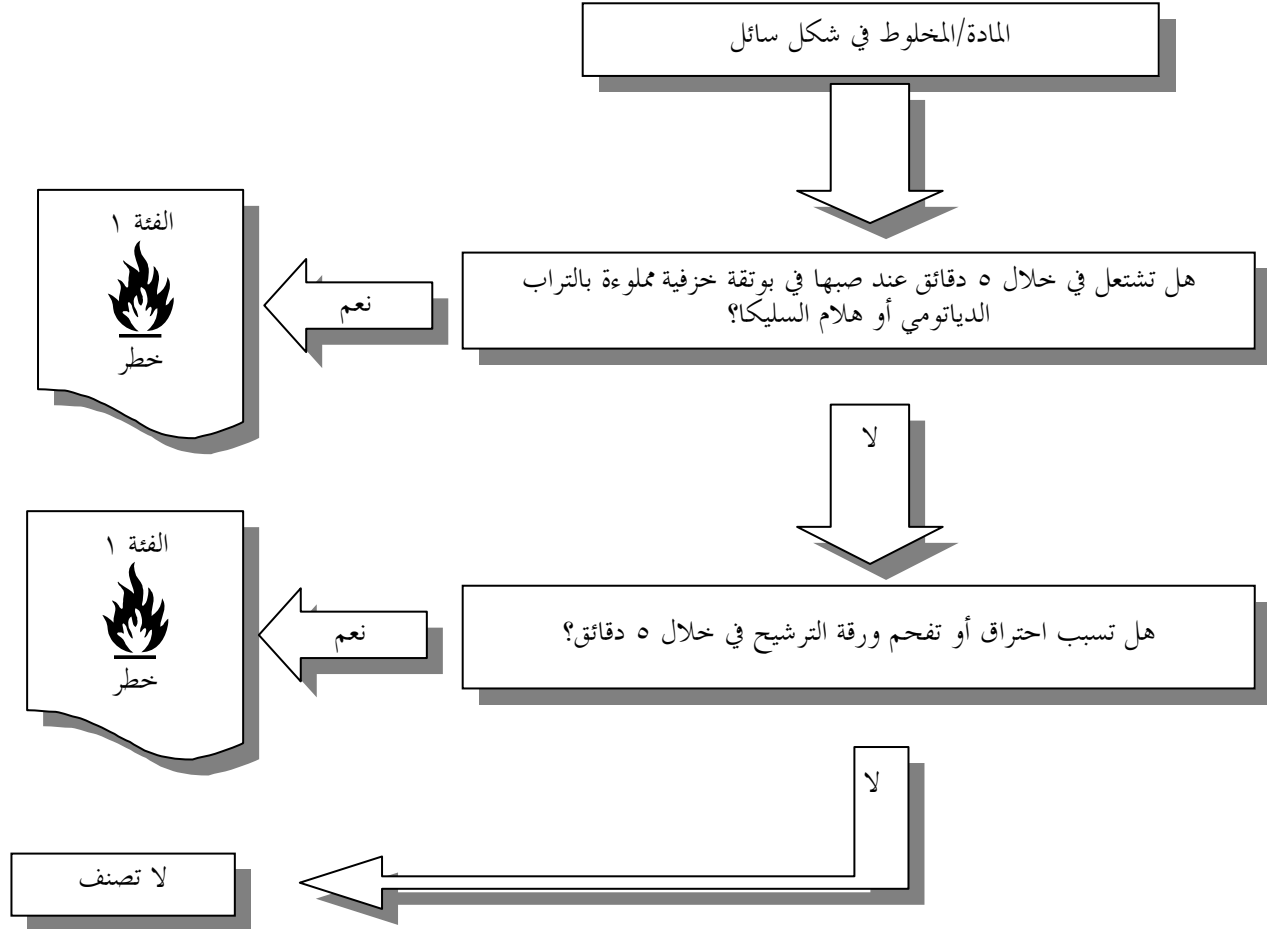 المادة/المخلوط في شكل سائل
هل تشتعل في خلال ٥ دقائق عند صبها في بوتقة خزفية مملوءة بالتراب
الدياتومي أو هلام السليكا؟
نعم
الفئة ١
خطر
لا
هل تسبب احتراق أو تفحم ورقة الترشيح في خلال ٥ دقائق؟
نعم
الفئة ١
خطر
لا
لا تصنف